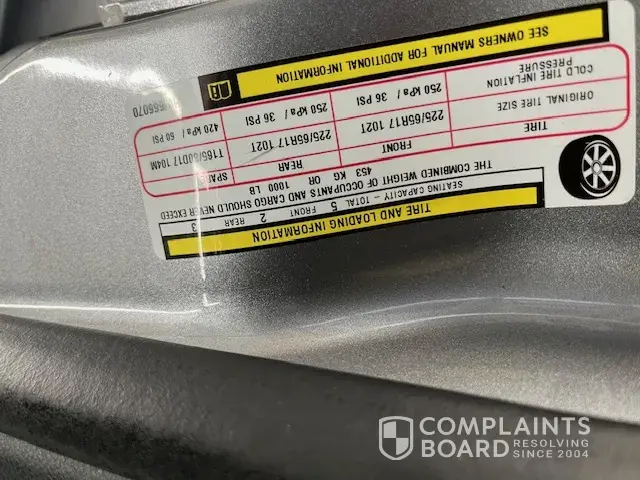 TIRE AND LOADING INFORMATION
SEATING CAPACITY – TOTAL 5 FRONT 2 REAR 3
THE COMBINED WEIGHT OF OCCUPANTS AND CARGO SHOULD NEVER EXCEED
453 KG OR 1000 LB
TIRE FRONT REAR SPARE
ORIGINAL TIRE SIZE 225/65R17 102T 225/65R17 102T T165/80D17 104M
COLD TIRE INFLATION 250 kPa / 36 PSI 250 kPa / 36 PSI 420 kPa / 60 PSI
PRESSURE
SEE OWNERS MANUAL FOR ADDITIONAL INFORMATION
COMPLAINTS
BOARD RESOLVING
SINCE 2004